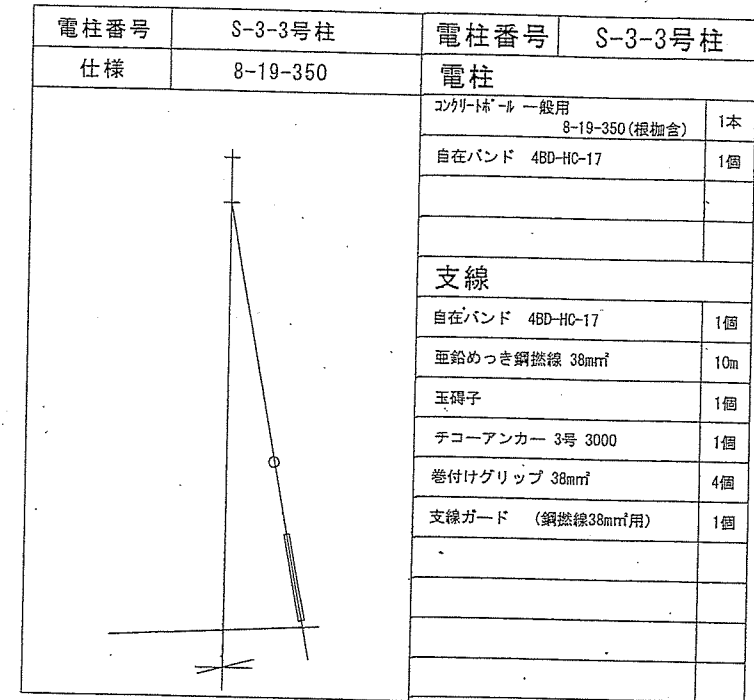 電柱番号 S-3-3号柱
仕様 8-19-350
電柱番号 S-3-3号柱
電柱
コンクリートポール 一般用
8-19-350(根枷含) 1本
自在バンド 4BD-HC-17 1個
支線
自在バンド 4BD-HC-17 1個
亜鉛めっき鋼撚線 38mm² 10m
玉碍子 1個
チコーアンカー 3号 3000 1個
巻付けグリップ 38mm² 4個
支線ガード (鋼撚線38mm²用) 1個